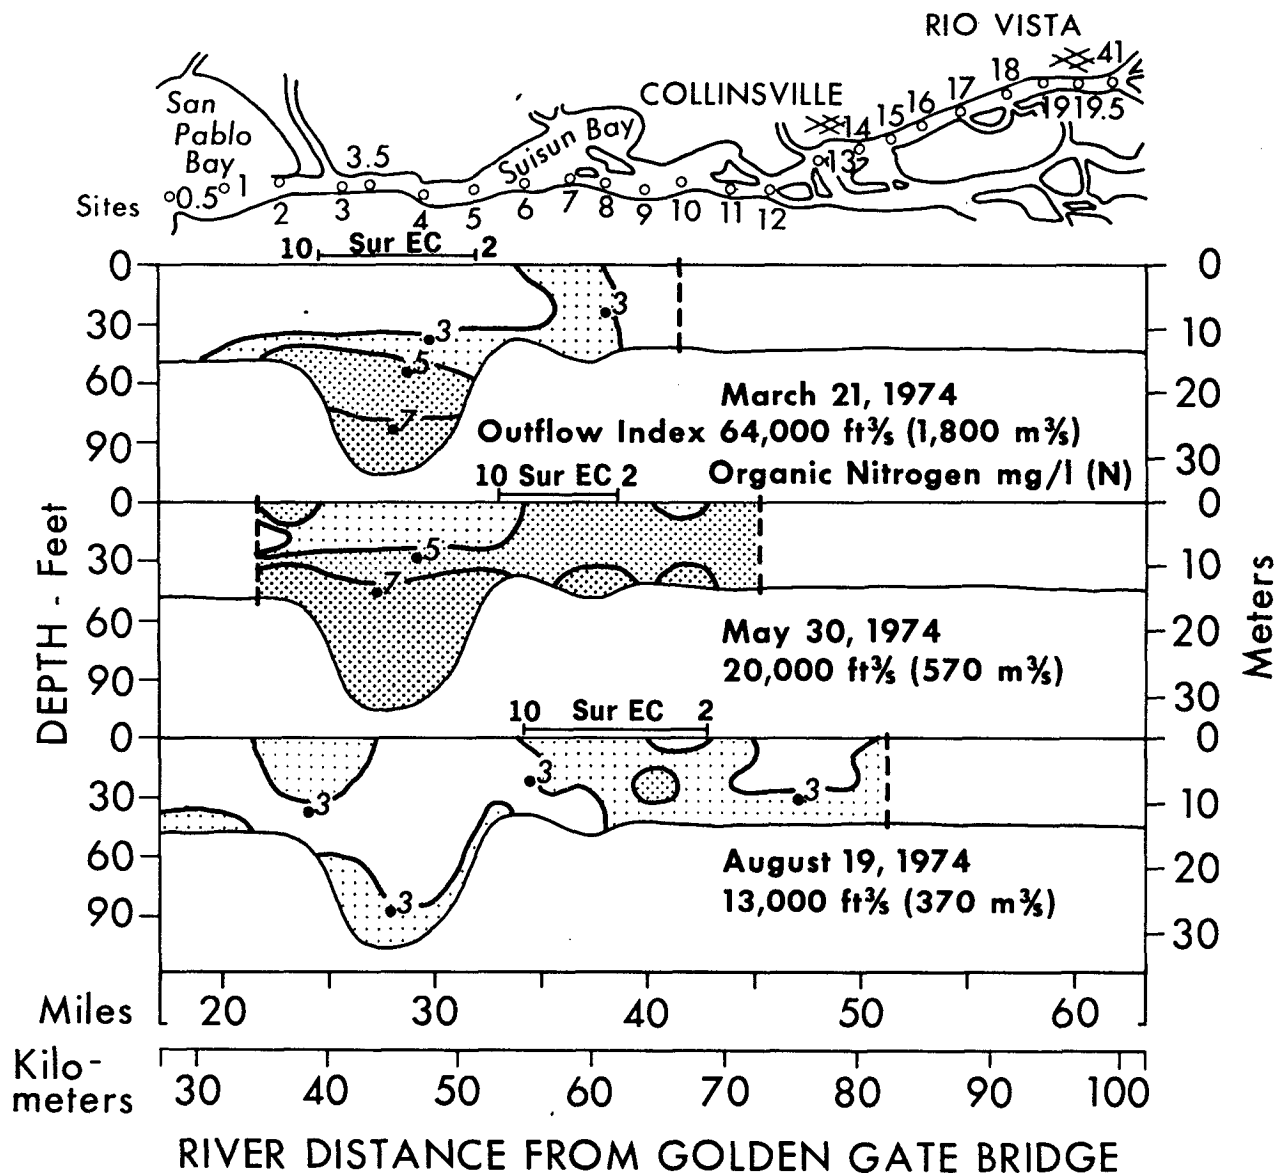 RIO VISTA
41
18
17
16
15
14
19 19.5
COLLINSVILLE
13
San
Pablo
Bay
Suisun Bay
3.5
Sites
0.5 1 2 3 4 5 6 7 8 9 10 11 12
10 Sur EC 2
0
30
60
90
0
10
20
30
3
3
.5
.7
March 21, 1974
Outflow Index 64,000 ft³/s (1,800 m³/s)
Organic Nitrogen mg/l (N)
10 Sur EC 2
0
30
60
90
0
10
20
30
.5
.7
May 30, 1974
20,000 ft³/s (570 m³/s)
10 Sur EC 2
0
30
60
90
0
10
20
30
.3
.3
.3
.3
August 19, 1974
13,000 ft³/s (370 m³/s)
DEPTH - Feet
Meters
Miles 20 30 40 50 60
Kilo-
meters 30 40 50 60 70 80 90 100
RIVER DISTANCE FROM GOLDEN GATE BRIDGE